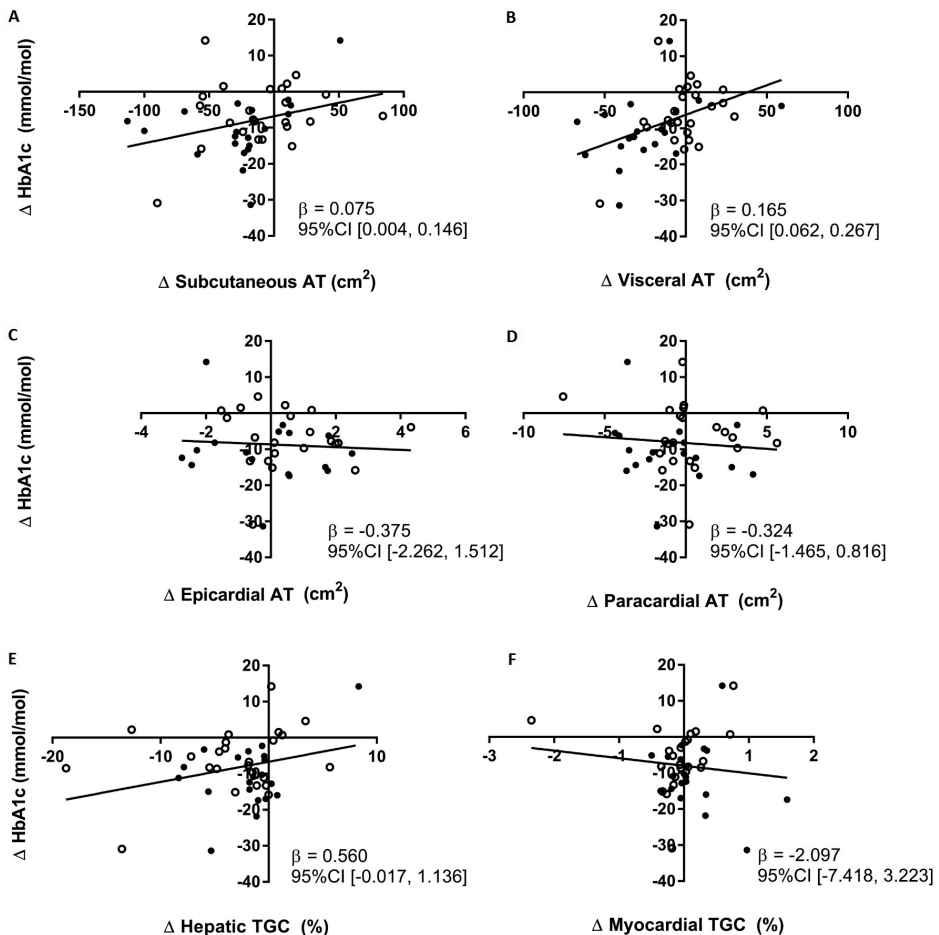 A
Δ HbA1c (mmol/mol)
20
10
-150 -100 -50 50 100
-10
-20
-30
-40
β = 0.075
95%CI [0.004, 0.146]
Δ Subcutaneous AT (cm²)
B
20
10
-100 -50 50 100
-10
-20
-30
-40
β = 0.165
95%CI [0.062, 0.267]
Δ Visceral AT (cm²)
C
Δ HbA1c (mmol/mol)
20
10
-4 -2 2 4 6
-10
-20
-30
-40
β = -0.375
95%CI [-2.262, 1.512]
Δ Epicardial AT (cm²)
D
20
10
-10 -5 5 10
-10
-20
-30
-40
β = -0.324
95%CI [-1.465, 0.816]
Δ Paracardial AT (cm²)
E
Δ HbA1c (mmol/mol)
20
10
-20 -10 10
-10
-20
-30
-40
β = 0.560
95%CI [-0.017, 1.136]
Δ Hepatic TGC (%)
F
20
10
-3 -2 -1 1 2
-10
-20
-30
-40
β = -2.097
95%CI [-7.418, 3.223]
Δ Myocardial TGC (%)